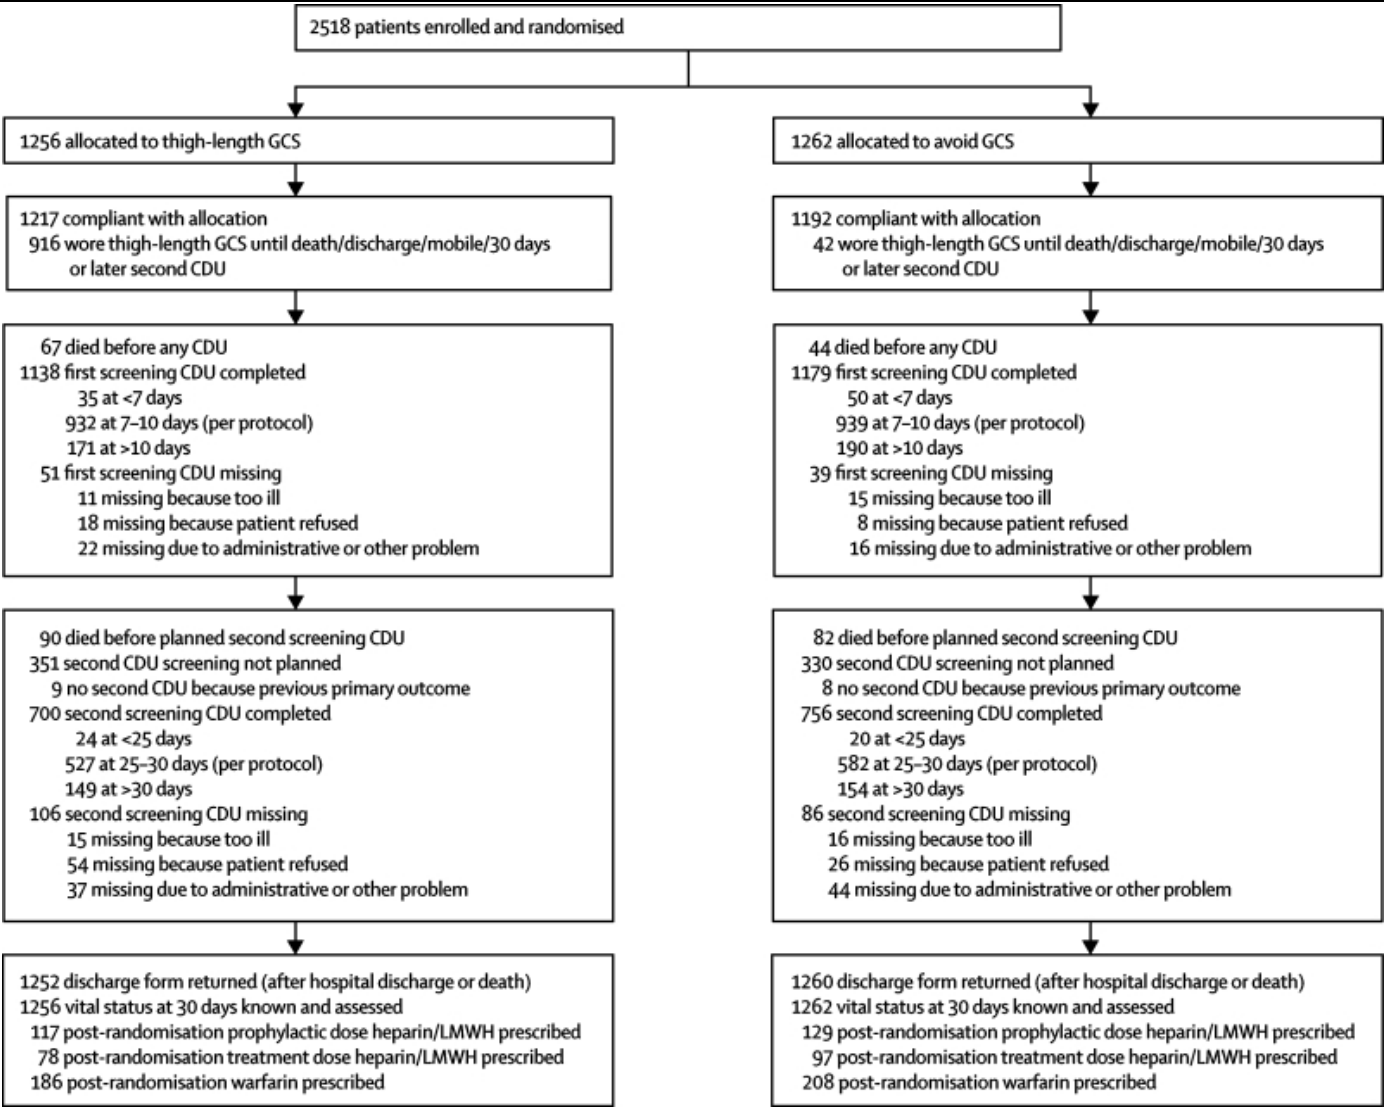 2518 patients enrolled and randomised
1256 allocated to thigh-length GCS
1217 compliant with allocation
916 wore thigh-length GCS until death/discharge/mobile/30 days
or later second CDU
67 died before any CDU
1138 first screening CDU completed
35 at <7 days
932 at 7–10 days (per protocol)
171 at >10 days
51 first screening CDU missing
11 missing because too ill
18 missing because patient refused
22 missing due to administrative or other problem
90 died before planned second screening CDU
351 second CDU screening not planned
9 no second CDU because previous primary outcome
700 second screening CDU completed
24 at <25 days
527 at 25–30 days (per protocol)
149 at >30 days
106 second screening CDU missing
15 missing because too ill
54 missing because patient refused
37 missing due to administrative or other problem
1252 discharge form returned (after hospital discharge or death)
1256 vital status at 30 days known and assessed
117 post-randomisation prophylactic dose heparin/LMWH prescribed
78 post-randomisation treatment dose heparin/LMWH prescribed
186 post-randomisation warfarin prescribed
1262 allocated to avoid GCS
1192 compliant with allocation
42 wore thigh-length GCS until death/discharge/mobile/30 days
or later second CDU
44 died before any CDU
1179 first screening CDU completed
50 at <7 days
939 at 7–10 days (per protocol)
190 at >10 days
39 first screening CDU missing
15 missing because too ill
8 missing because patient refused
16 missing due to administrative or other problem
82 died before planned second screening CDU
330 second CDU screening not planned
8 no second CDU because previous primary outcome
756 second screening CDU completed
20 at <25 days
582 at 25–30 days (per protocol)
154 at >30 days
86 second screening CDU missing
16 missing because too ill
26 missing because patient refused
44 missing due to administrative or other problem
1260 discharge form returned (after hospital discharge or death)
1262 vital status at 30 days known and assessed
129 post-randomisation prophylactic dose heparin/LMWH prescribed
97 post-randomisation treatment dose heparin/LMWH prescribed
208 post-randomisation warfarin prescribed